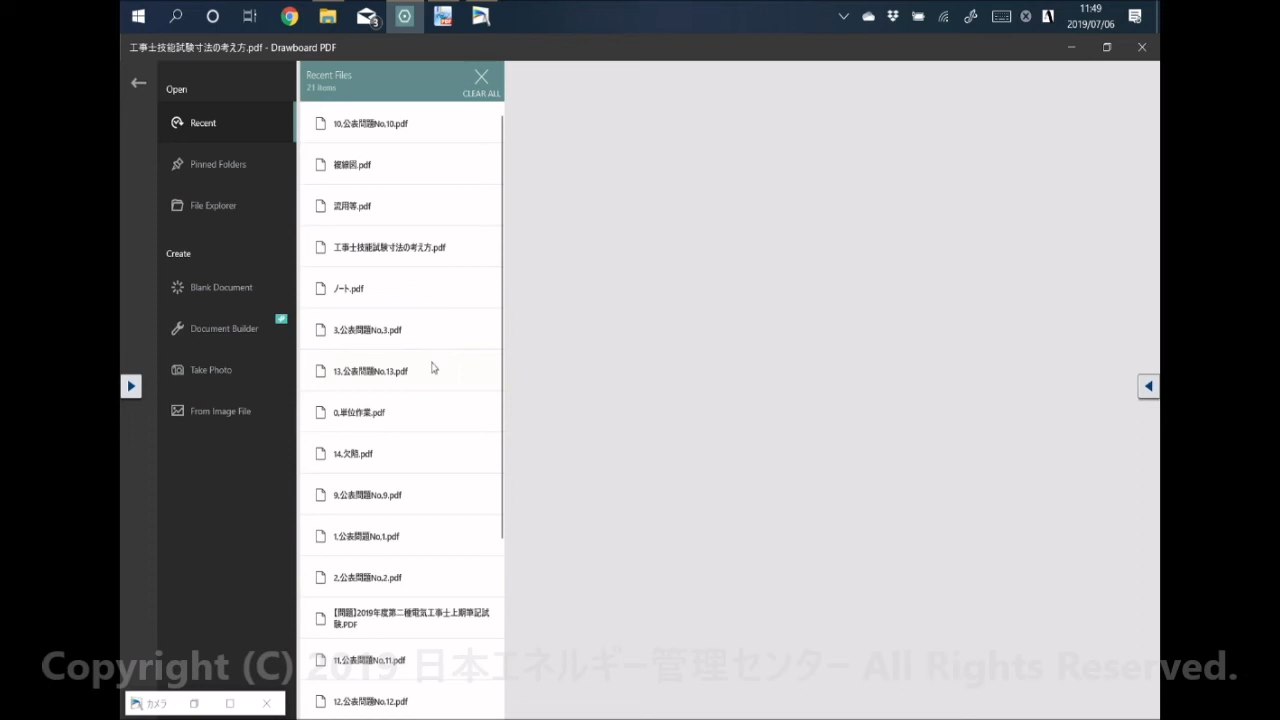 11:49
2019/07/06
3
工事士技能試験寸法の考え方.pdf - Drawboard PDF
Open
Recent
Pinned Folders
File Explorer
Create
Blank Document
Document Builder
Take Photo
From Image File
Recent Files
21 items
CLEAR ALL
10,公表問題No,10.pdf
複線図.pdf
流用等.pdf
工事士技能試験寸法の考え方.pdf
ノート.pdf
3,公表問題No,3.pdf
13,公表問題No,13.pdf
0,単位作業.pdf
14,欠陥.pdf
9,公表問題No,9.pdf
1,公表問題No,1.pdf
2,公表問題No,2.pdf
【問題】2019年度第二種電気工事士上期筆記試
験.PDF
11,公表問題No,11.pdf
12,公表問題No,12.pdf
カメラ
Copyright (C) 2019 日本エネルギー管理センター All Rights Reserved.